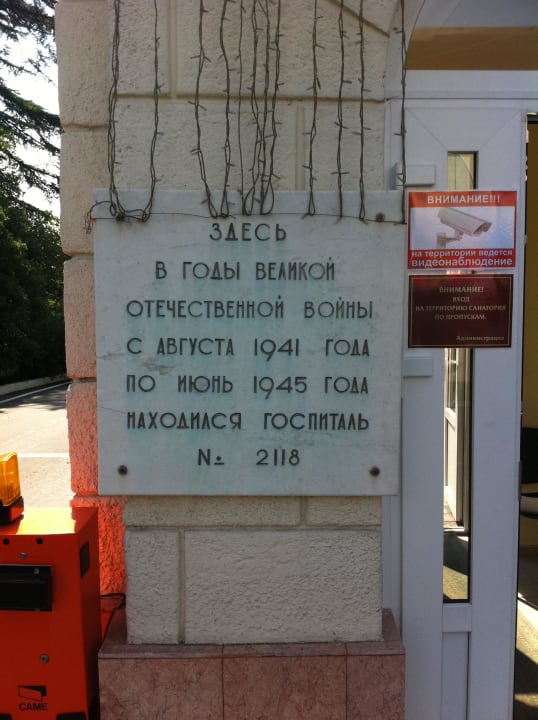 ЗДЕСЬ
В ГОДЫ ВЕЛИКОЙ
ОТЕЧЕСТВЕННОЙ ВОЙНЫ
С АВГУСТА 1941 ГОДА
ПО ИЮНЬ 1945 ГОДА
НАХОДИЛСЯ ГОСПИТАЛЬ
№ 2118
ВНИМАНИЕ!!!
на территории ведется
видеонаблюдение
ВНИМАНИЕ!
ВХОД
НА ТЕРРИТОРИЮ САНАТОРИЯ
ПО ПРОПУСКАМ.
Администрация
CAME